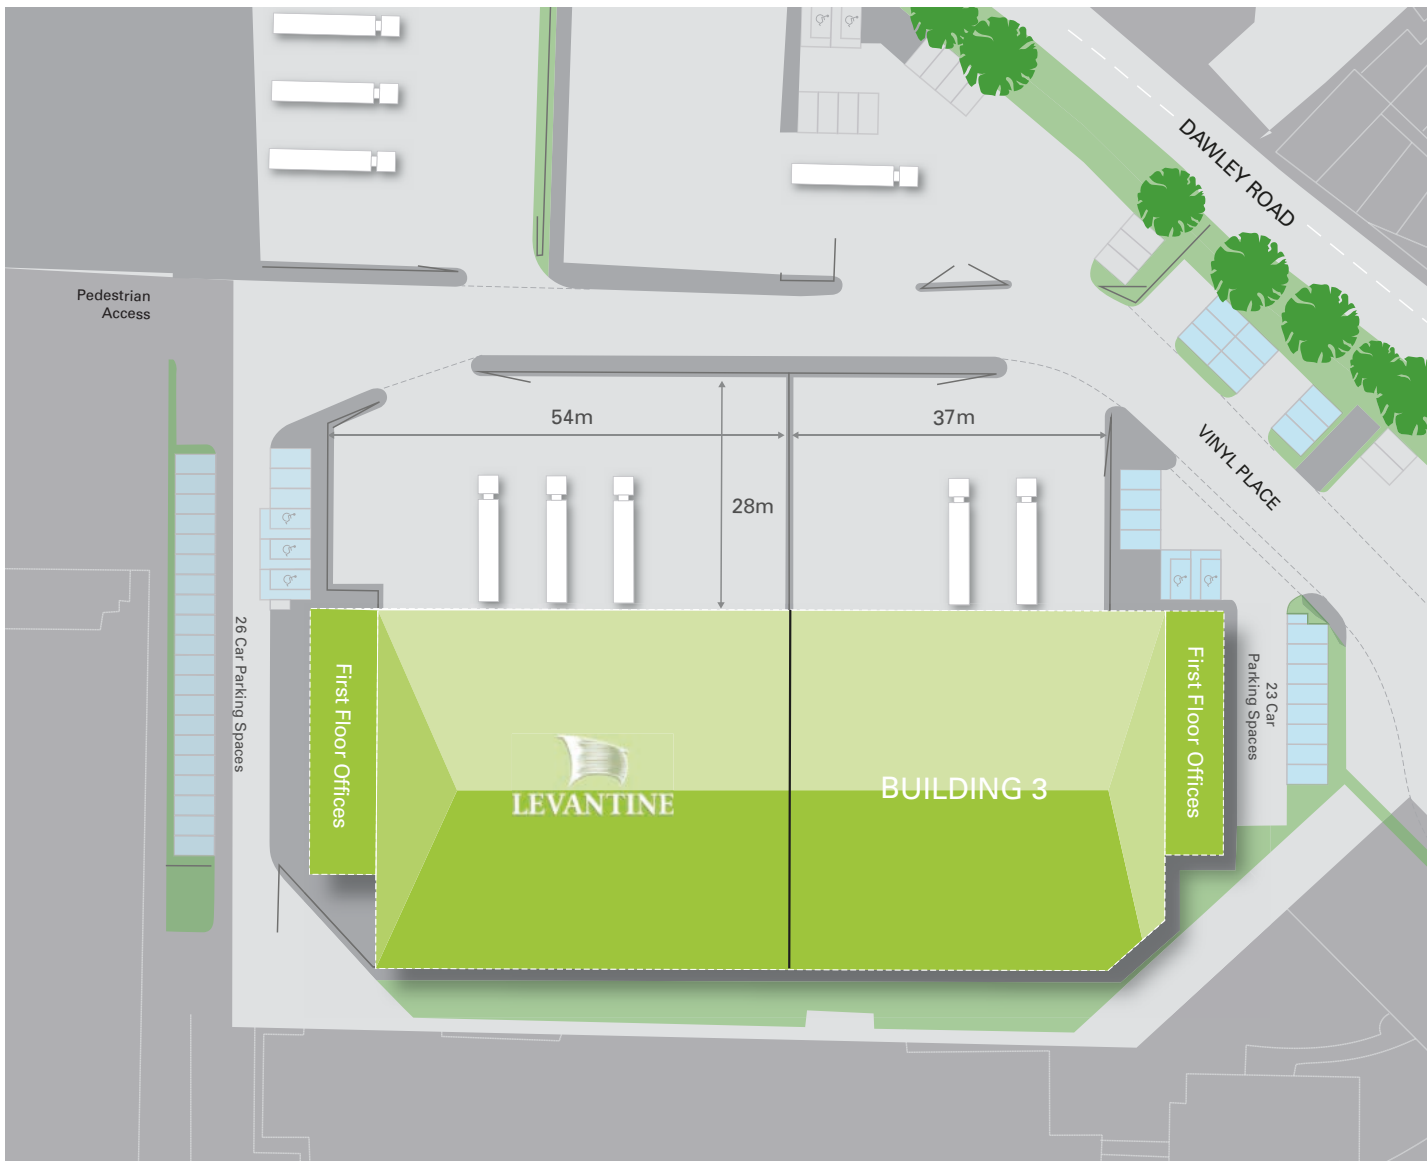 DAWLEY ROAD
Pedestrian
Access
54m
37m
28m
VINYL PLACE
26 Car Parking Spaces
First Floor Offices
LEVANTINE
BUILDING 3
First Floor Offices
23 Car
Parking Spaces